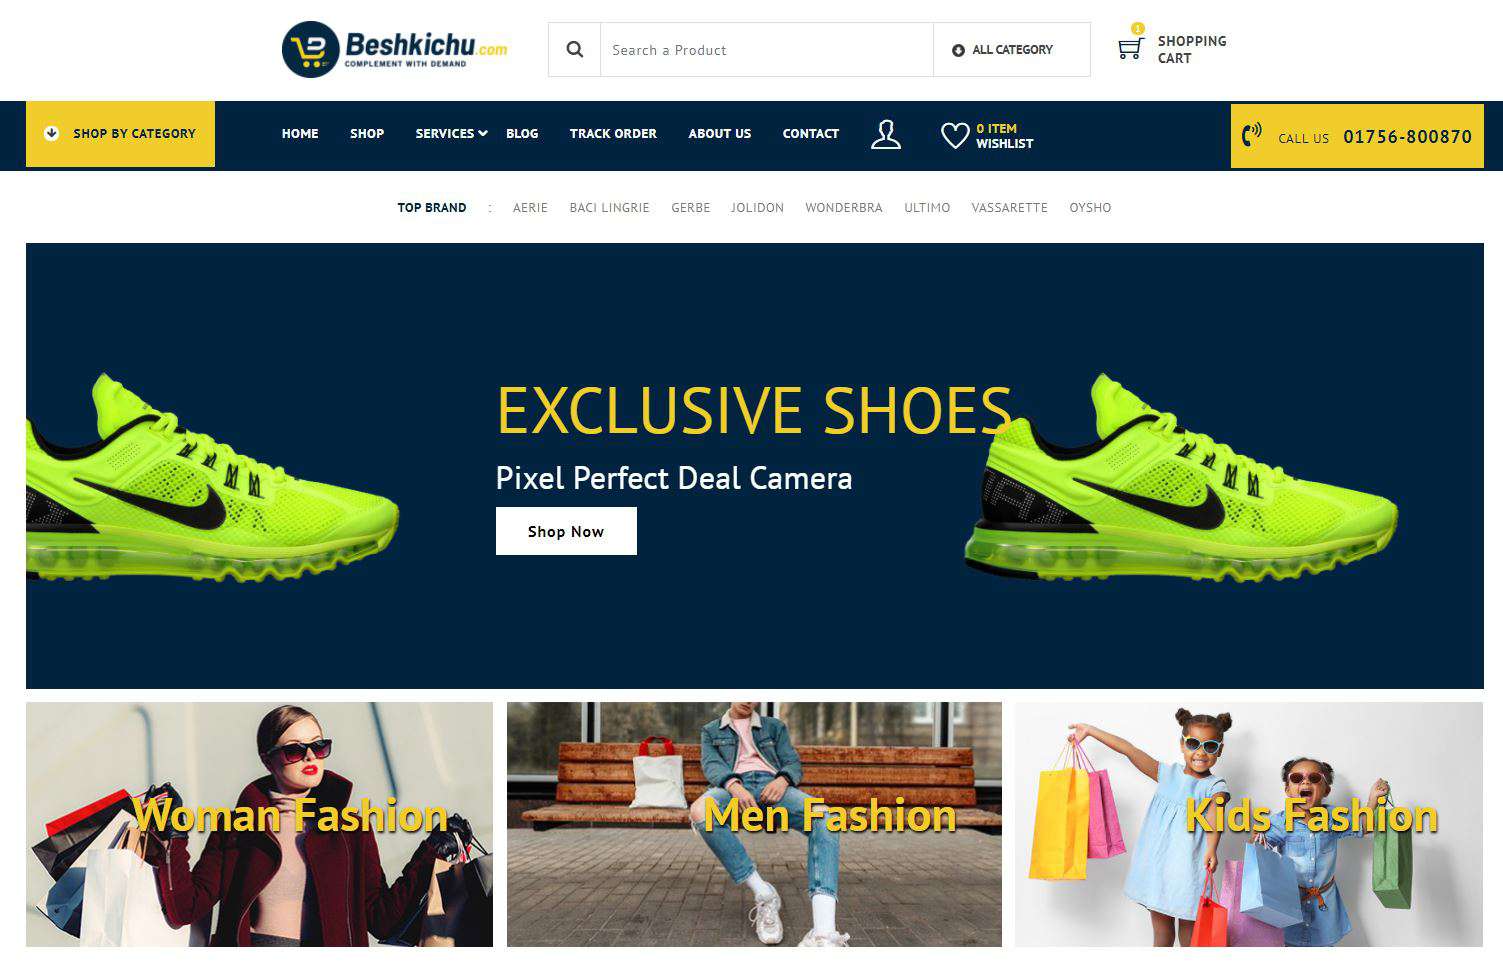 Beshkichu.com
COMPLEMENT WITH DEMAND
Search a Product
ALL CATEGORY
1
SHOPPING
CART
SHOP BY CATEGORY
HOME
SHOP
SERVICES
BLOG
TRACK ORDER
ABOUT US
CONTACT
0 ITEM
WISHLIST
CALL US 01756-800870
TOP BRAND : AERIE BACI LINGRIE GERBE JOLIDON WONDERBRA ULTIMO VASSARETTE OYSHO
EXCLUSIVE SHOES
Pixel Perfect Deal Camera
Shop Now
Woman Fashion
Men Fashion
Kids Fashion